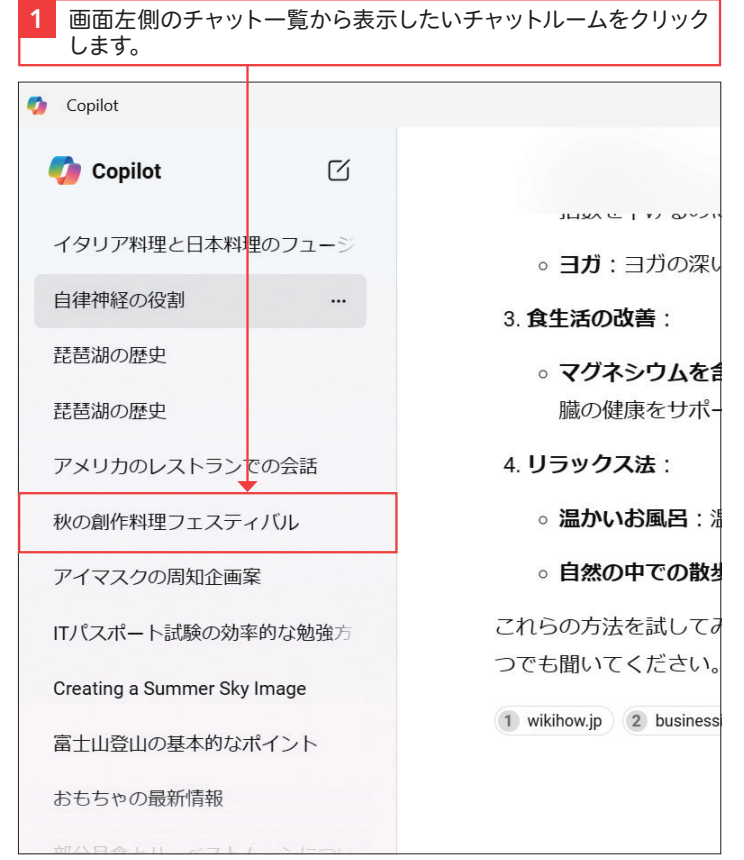 1 画面左側のチャット一覧から表示したいチャットルームをクリック
します。
Copilot
Copilot
イタリア料理と日本料理のフュージ
自律神経の役割 ...
琵琶湖の歴史
琵琶湖の歴史
アメリカのレストランでの会話
秋の創作料理フェスティバル
アイマスクの周知企画案
ITパスポート試験の効率的な勉強方
Creating a Summer Sky Image
富士山登山の基本的なポイント
おもちゃの最新情報
◦ ヨガ：ヨガの深い
3. 食生活の改善：
◦ マグネシウムを含
臓の健康をサポー
4. リラックス法：
◦ 温かいお風呂：温
◦ 自然の中での散歩
これらの方法を試してみ
つでも聞いてください。
1 wikihow.jp 2 businessi